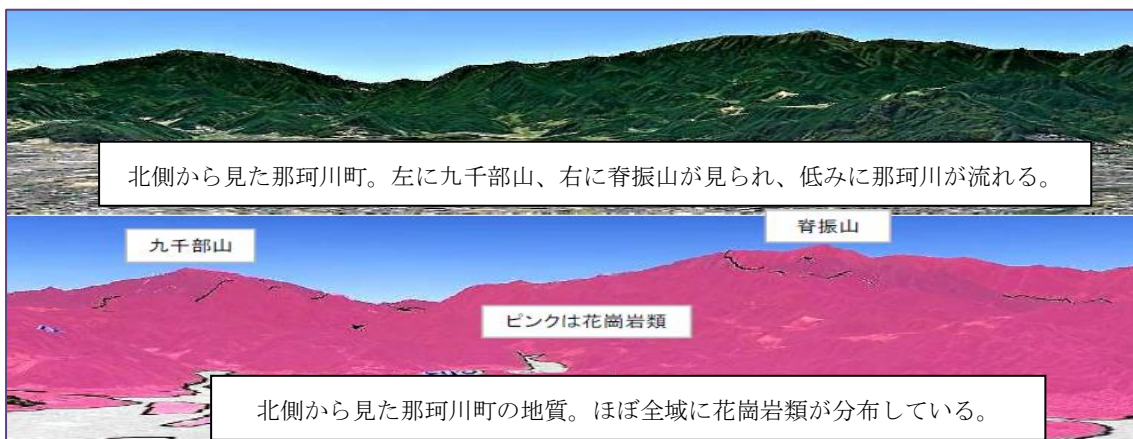 北側から見た那珂川町。左に九千部山、右に脊振山が見られ、低みに那珂川が流れる。
九千部山
脊振山
ピンクは花崗岩類
北側から見た那珂川町の地質。ほぼ全域に花崗岩類が分布している。